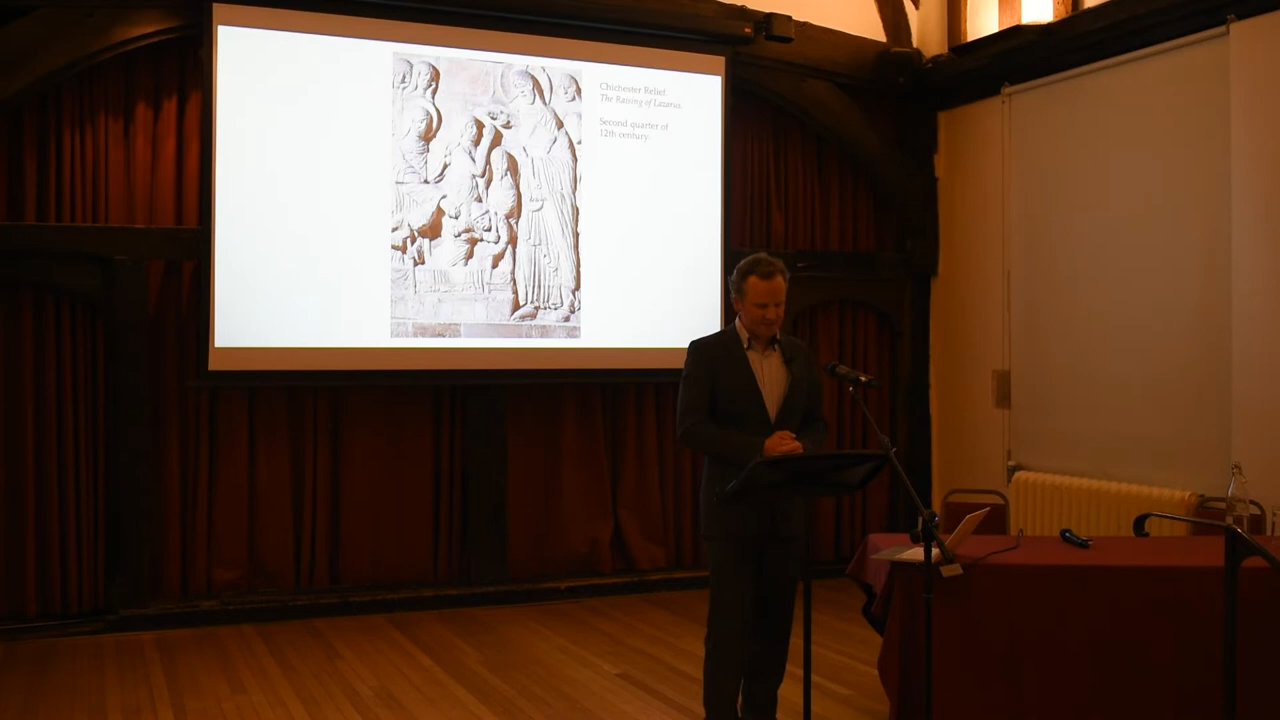 Chichester Relief.
The Raising of Lazarus.
Second quarter of
12th century.